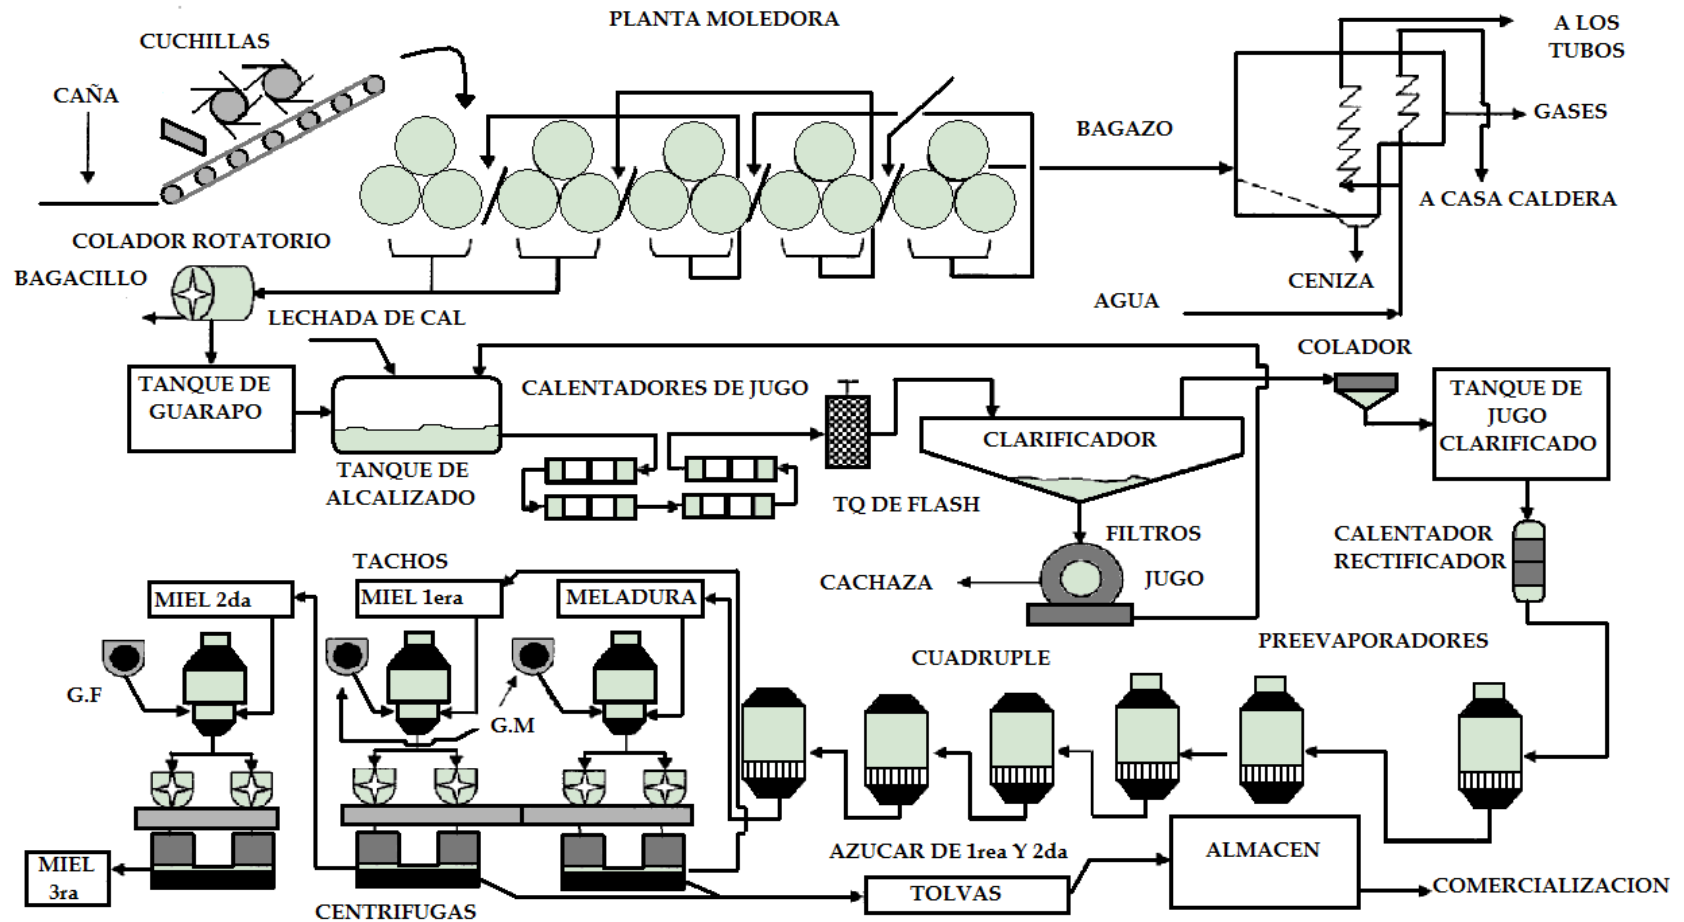 PLANTA MOLEDORA
CUCHILLAS
CAÑA
A LOS
TUBOS
BAGAZO
GASES
A CASA CALDERA
COLADOR ROTATORIO
BAGACILLO
CENIZA
AGUA
LECHADA DE CAL
COLADOR
TANQUE DE
GUARAPO
CALENTADORES DE JUGO
TANQUE DE
JUGO
CLARIFICADO
CLARIFICADOR
TANQUE DE
ALCALIZADO
TQ DE FLASH
FILTROS
JUGO
CACHAZA
CALENTADOR
RECTIFICADOR
TACHOS
MIEL 2da
MIEL 1era
MELADURA
PREEVAPORADORES
CUADRUPLE
G.F
G.M
MIEL
3ra
AZUCAR DE 1rea Y 2da
ALMACEN
TOLVAS
COMERCIALIZACION
CENTRIFUGAS